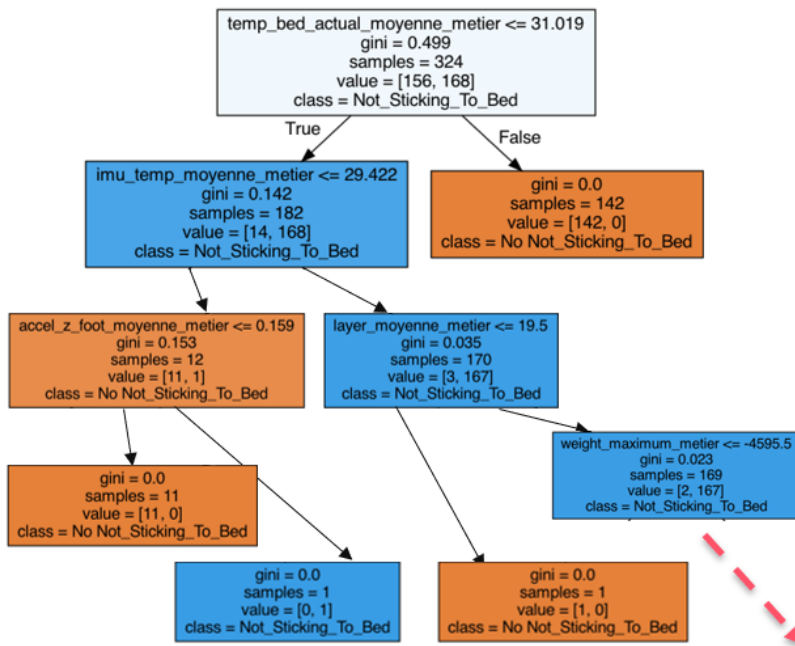 temp_bed_actual_moyenne_metier <= 31.019
gini = 0.499
samples = 324
value = [156, 168]
class = Not_Sticking_To_Bed
True
False
imu_temp_moyenne_metier <= 29.422
gini = 0.142
samples = 182
value = [14, 168]
class = Not_Sticking_To_Bed
gini = 0.0
samples = 142
value = [142, 0]
class = No Not_Sticking_To_Bed
accel_z_foot_moyenne_metier <= 0.159
gini = 0.153
samples = 12
value = [11, 1]
class = No Not_Sticking_To_Bed
layer_moyenne_metier <= 19.5
gini = 0.035
samples = 170
value = [3, 167]
class = Not_Sticking_To_Bed
weight_maximum_metier <= -4595.5
gini = 0.023
samples = 169
value = [2, 167]
class = Not_Sticking_To_Bed
gini = 0.0
samples = 11
value = [11, 0]
class = No Not_Sticking_To_Bed
gini = 0.0
samples = 1
value = [0, 1]
class = Not_Sticking_To_Bed
gini = 0.0
samples = 1
value = [1, 0]
class = No Not_Sticking_To_Bed